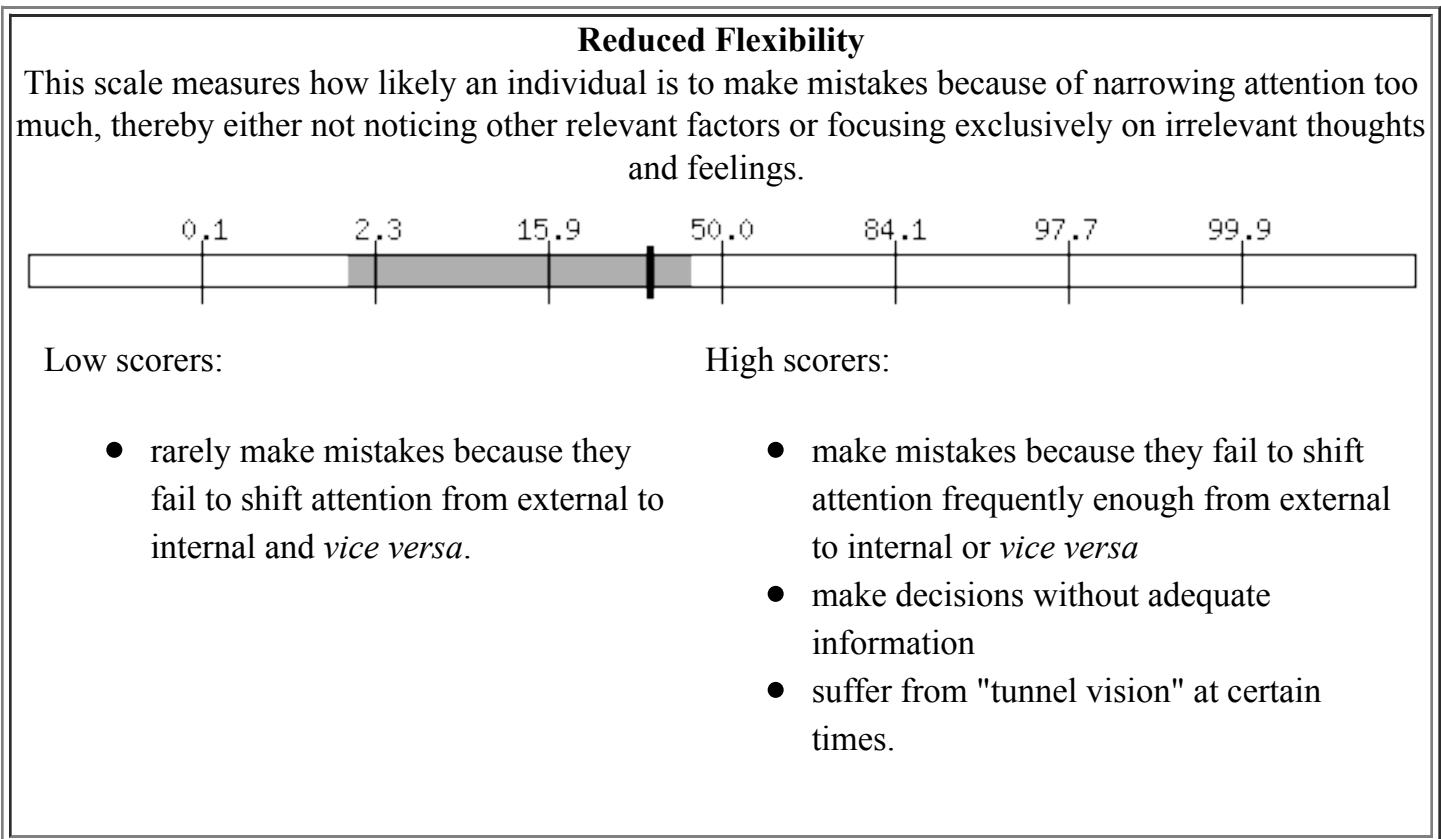 Reduced Flexibility
This scale measures how likely an individual is to make mistakes because of narrowing attention too
much, thereby either not noticing other relevant factors or focusing exclusively on irrelevant thoughts
and feelings.
0.1 2.3 15.9 50.0 84.1 97.7 99.9
Low scorers:
● rarely make mistakes because they
fail to shift attention from external to
internal and vice versa.
High scorers:
● make mistakes because they fail to shift
attention frequently enough from external
to internal or vice versa
● make decisions without adequate
information
● suffer from "tunnel vision" at certain
times.